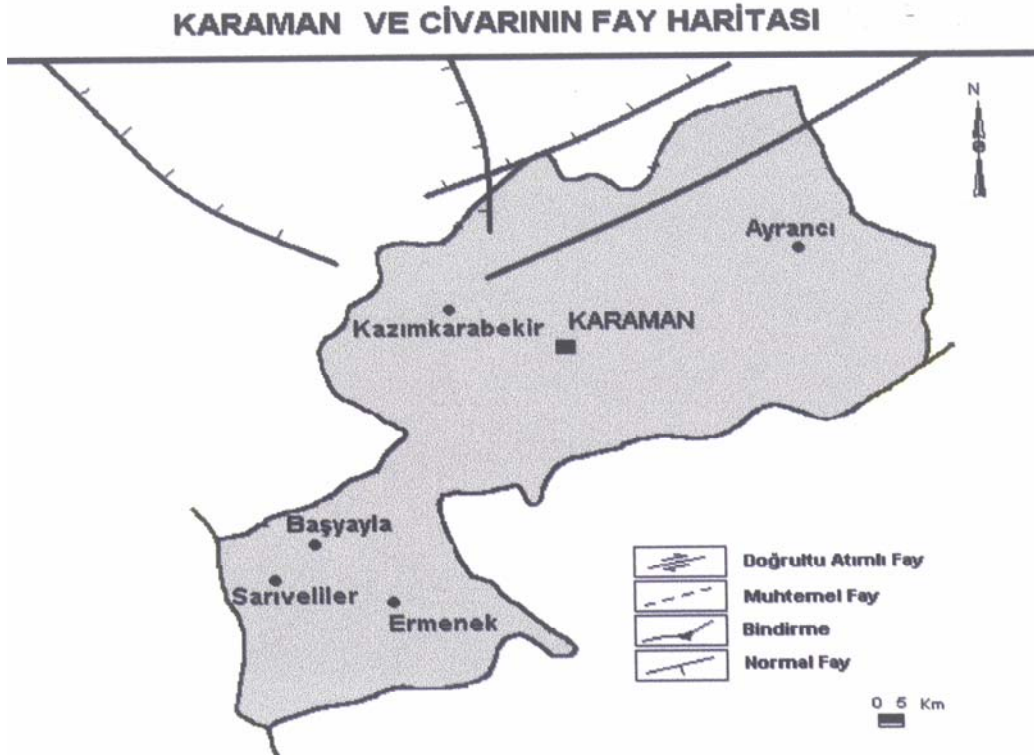 KARAMAN VE CİVARININ FAY HARİTASI
N
Ayrancı
Kazımkarabekir
KARAMAN
Başyayla
Sarıveliler
Ermenek
Doğrultu Atımlı Fay
Muhtemel Fay
Bindirme
Normal Fay
0 5 Km